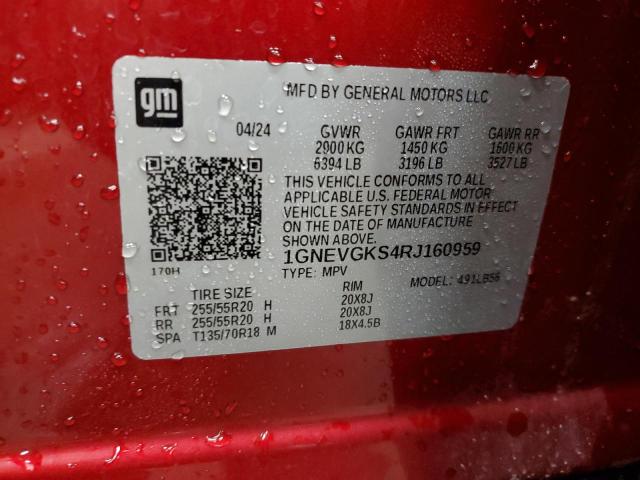 gm
MFD BY GENERAL MOTORS LLC
04/24 GVWR GAWR FRT GAWR RR
2900 KG 1450 KG 1600 KG
6394 LB 3196 LB 3527 LB
THIS VEHICLE CONFORMS TO ALL
APPLICABLE U.S. FEDERAL MOTOR
VEHICLE SAFETY STANDARDS IN EFFECT
ON THE DATE OF MANUFACTURE
SHOWN ABOVE.
170H
1GNEVGKS4RJ160959
TYPE: MPV MODEL: 491LB56
TIRE SIZE RIM
FRT 255/55R20 H 20X8J
RR 255/55R20 H 20X8J
SPA T135/70R18 M 18X4.5B